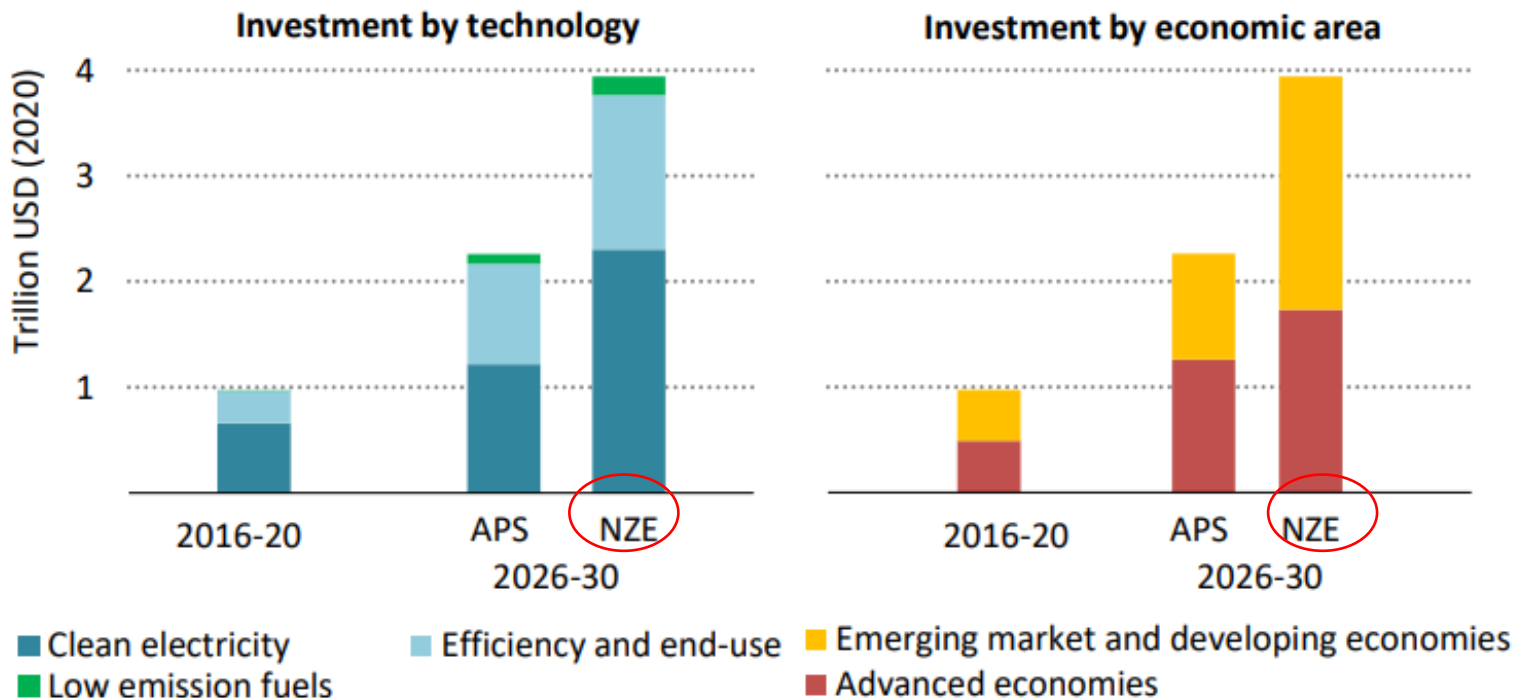 Investment by technology
Trillion USD (2020)
4
3
2
1
2016-20
APS
NZE
2026-30
Clean electricity
Efficiency and end-use
Low emission fuels
Investment by economic area
2016-20
APS
NZE
2026-30
Emerging market and developing economies
Advanced economies